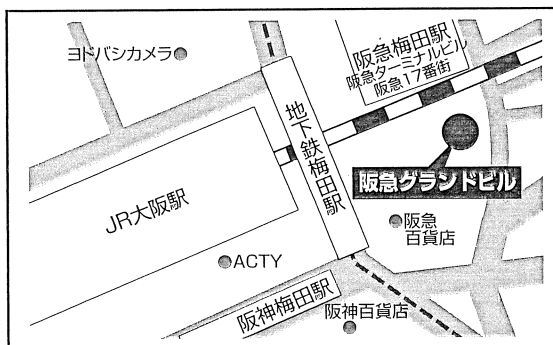 ヨドバシカメラ
阪急梅田駅
阪急ターミナルビル
阪急17番街
地下鉄梅田駅
JR大阪駅
阪急グランドビル
阪急
百貨店
ACTY
阪神梅田駅
阪神百貨店